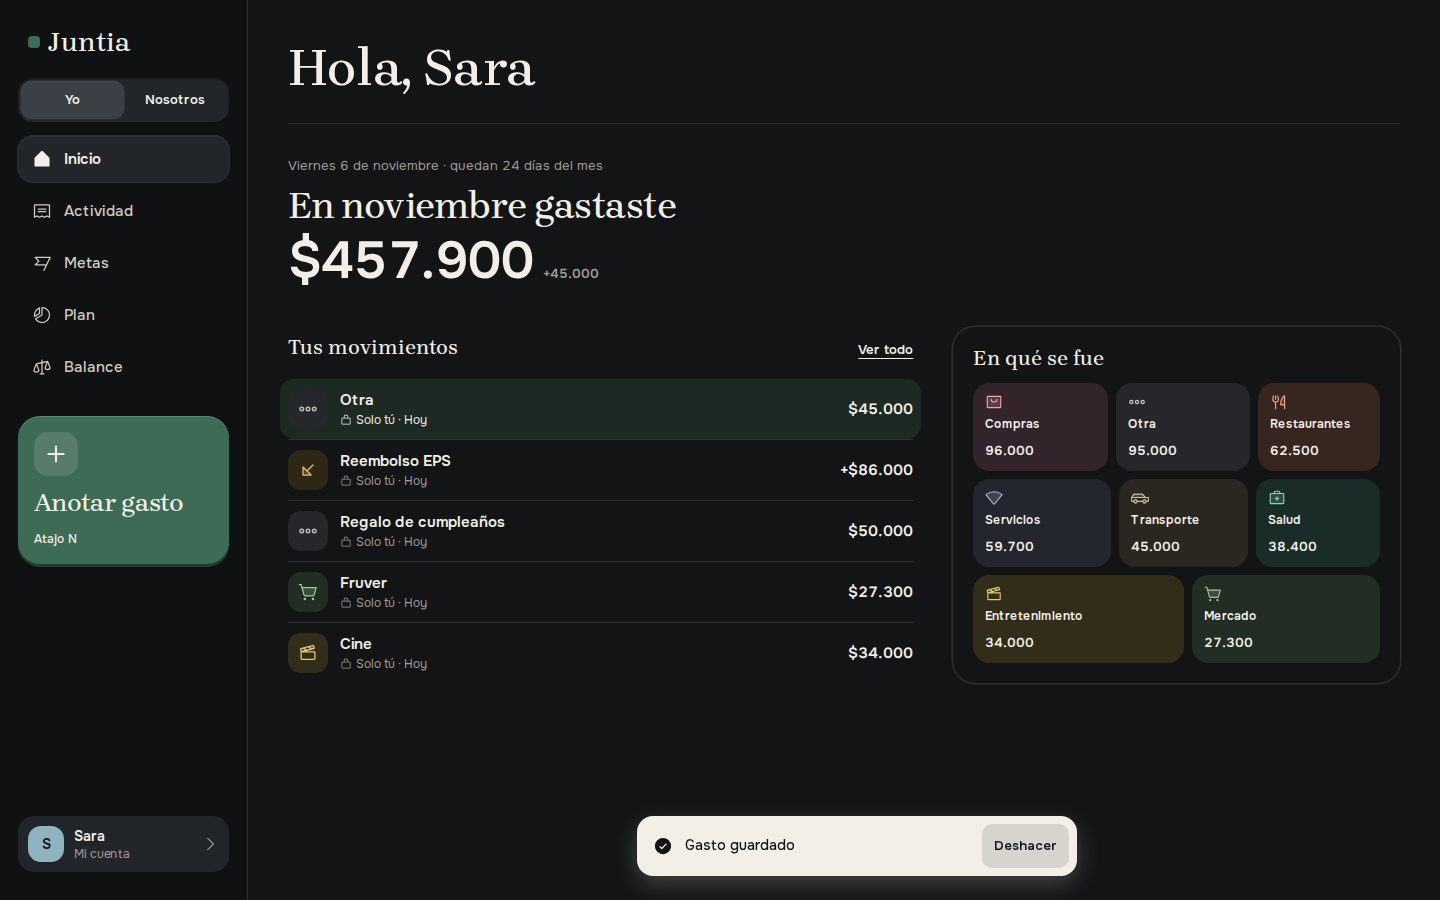 Juntia
Yo
Nosotros
Inicio
Actividad
Metas
Plan
Balance
Anotar gasto
Atajo N
S
Sara
Mi cuenta
Hola, Sara
Viernes 6 de noviembre · quedan 24 días del mes
En noviembre gastaste
$457.900 +45.000
Tus movimientos
Ver todo
Otra
Solo tú · Hoy
$45.000
Reembolso EPS
Solo tú · Hoy
+$86.000
Regalo de cumpleaños
Solo tú · Hoy
$50.000
Fruver
Solo tú · Hoy
$27.300
Cine
Solo tú · Hoy
$34.000
En qué se fue
Compras
96.000
Otra
95.000
Restaurantes
62.500
Servicios
59.700
Transporte
45.000
Salud
38.400
Entretenimiento
34.000
Mercado
27.300
Gasto guardado
Deshacer